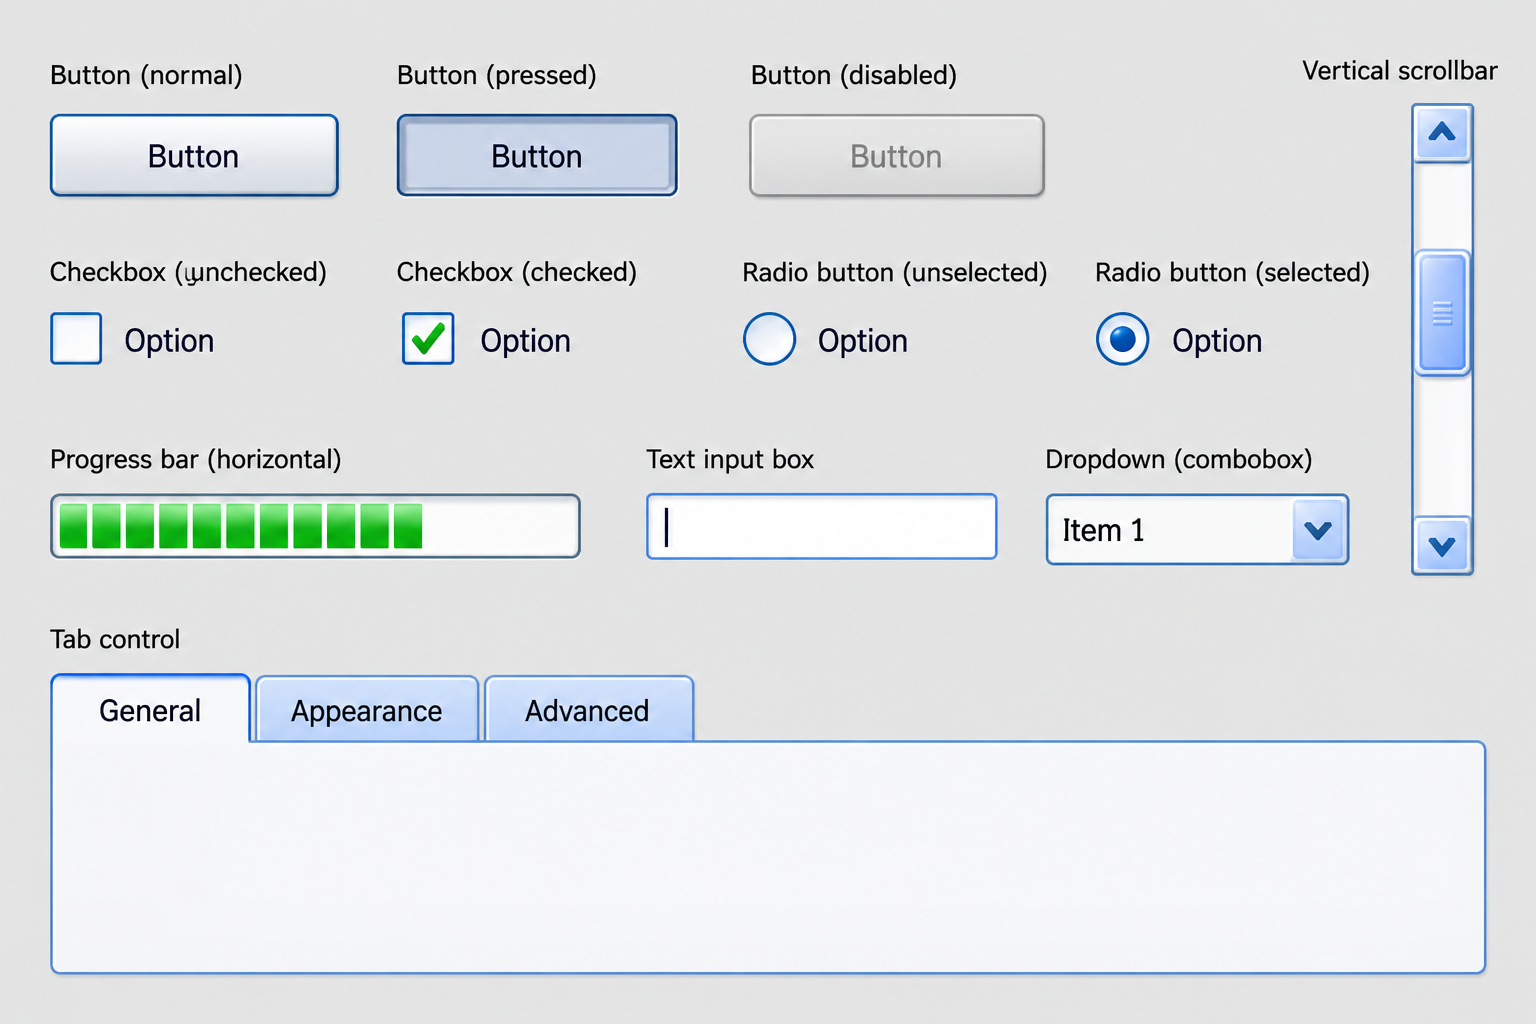 Button (normal)
Button (pressed)
Button (disabled)
Vertical scrollbar
Button
Button
Button
Checkbox (unchecked)
Checkbox (checked)
Radio button (unselected)
Radio button (selected)
Option
Option
Option
Option
Progress bar (horizontal)
Text input box
Dropdown (combobox)
Item 1
Tab control
General
Appearance
Advanced